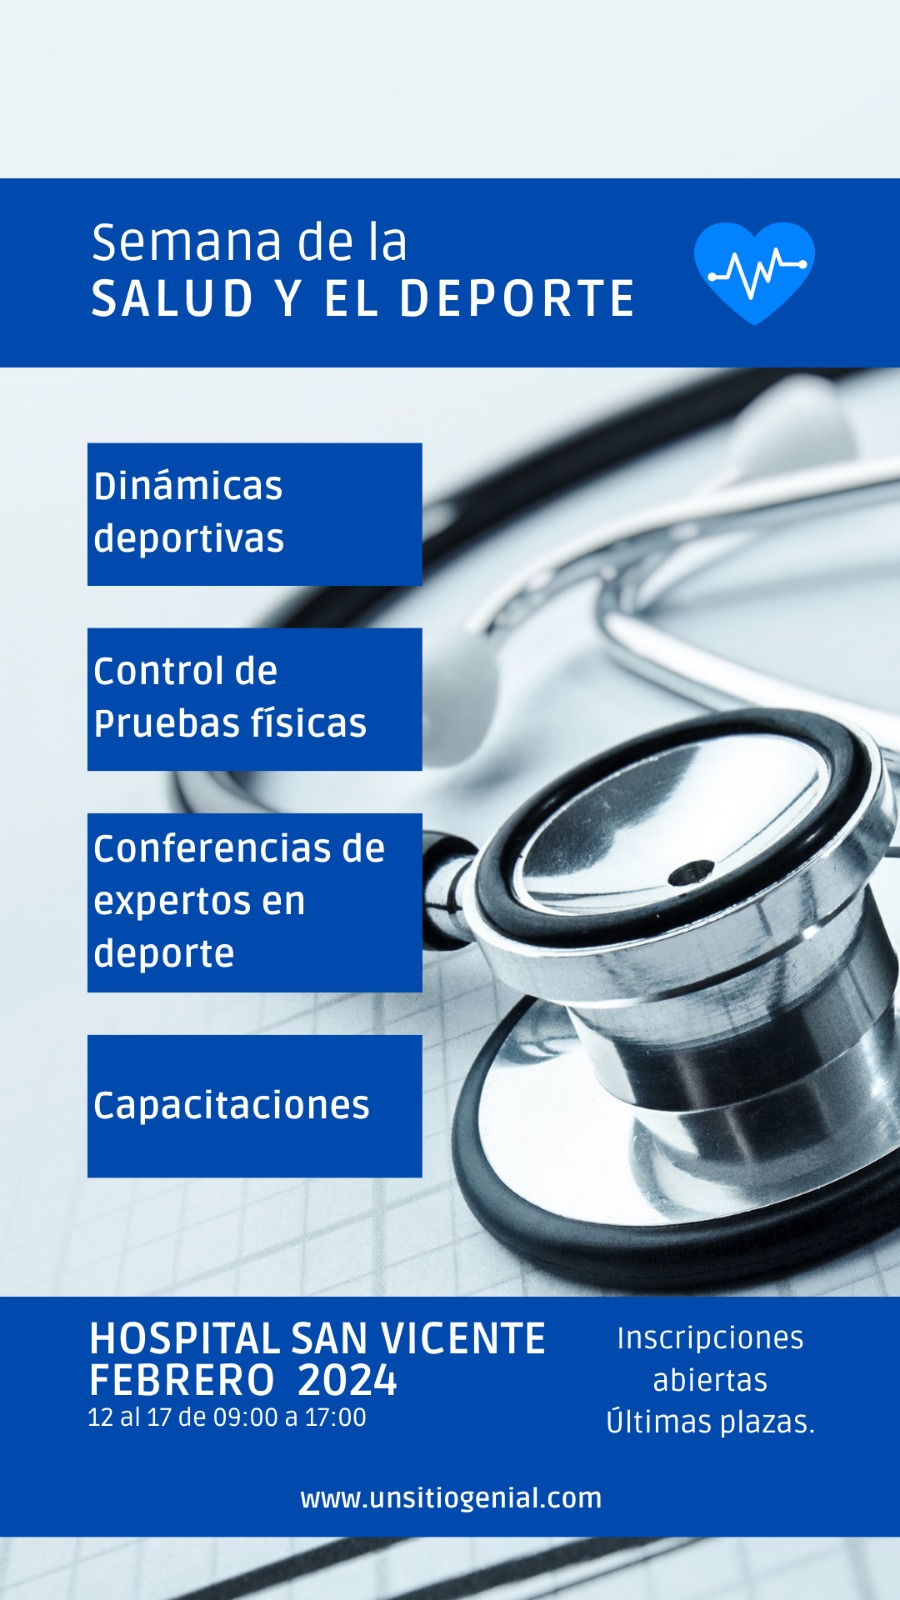 Semana de la
SALUD Y EL DEPORTE
Dinámicas
deportivas
Control de
Pruebas físicas
Conferencias de
expertos en
deporte
Capacitaciones
HOSPITAL SAN VICENTE
FEBRERO 2024
12 al 17 de 09:00 a 17:00
Inscripciones
abiertas
Últimas plazas.
www.unsitiogenial.com